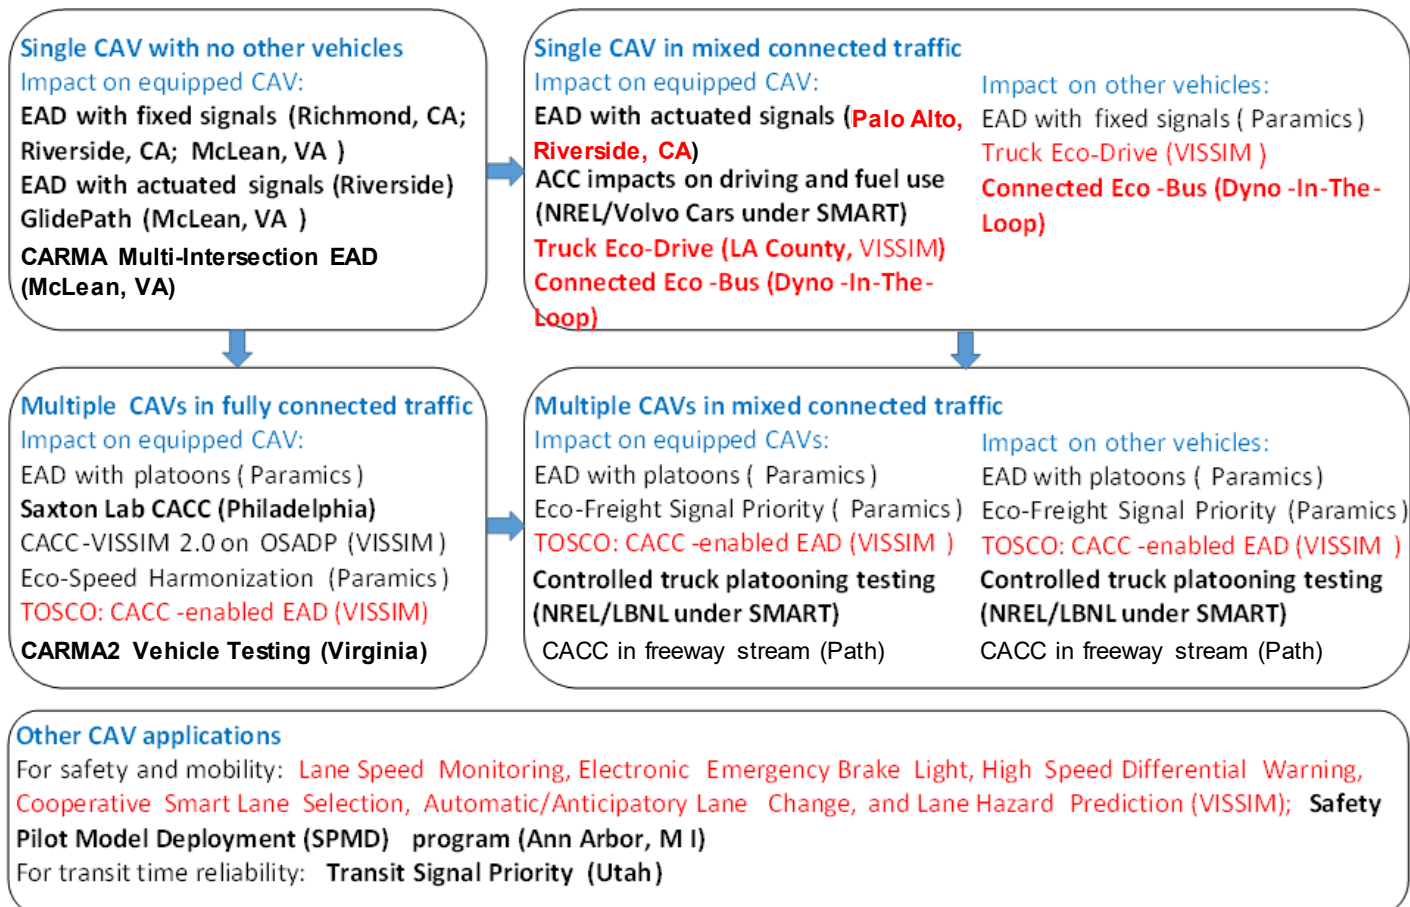 Single CAV with no other vehicles
Impact on equipped CAV:
EAD with fixed signals (Richmond, CA;
Riverside, CA; McLean, VA )
EAD with actuated signals (Riverside)
GlidePath (McLean, VA )
CARMA Multi-Intersection EAD
(McLean, VA)
Single CAV in mixed connected traffic
Impact on equipped CAV:
EAD with actuated signals (Palo Alto,
Riverside, CA)
ACC impacts on driving and fuel use
(NREL/Volvo Cars under SMART)
Truck Eco-Drive (LA County, VISSIM)
Connected Eco -Bus (Dyno -In-The-
Loop)
Impact on other vehicles:
EAD with fixed signals ( Paramics)
Truck Eco-Drive (VISSIM )
Connected Eco -Bus (Dyno -In-The-
Loop)
Multiple CAVs in fully connected traffic
Impact on equipped CAV:
EAD with platoons ( Paramics)
Saxton Lab CACC (Philadelphia)
CACC-VISSIM 2.0 on OSADP (VISSIM )
Eco-Speed Harmonization (Paramics)
TOSCO: CACC -enabled EAD (VISSIM)
CARMA2 Vehicle Testing (Virginia)
Multiple CAVs in mixed connected traffic
Impact on equipped CAVs:
EAD with platoons ( Paramics)
Eco-Freight Signal Priority ( Paramics)
TOSCO: CACC -enabled EAD (VISSIM )
Controlled truck platooning testing
(NREL/LBNL under SMART)
CACC in freeway stream (Path)
Impact on other vehicles:
EAD with platoons ( Paramics)
Eco-Freight Signal Priority (Paramics)
TOSCO: CACC -enabled EAD (VISSIM )
Controlled truck platooning testing
(NREL/LBNL under SMART)
CACC in freeway stream (Path)
Other CAV applications
For safety and mobility: Lane Speed Monitoring, Electronic Emergency Brake Light, High Speed Differential Warning,
Cooperative Smart Lane Selection, Automatic/Anticipatory Lane Change, and Lane Hazard Prediction (VISSIM); Safety
Pilot Model Deployment (SPMD) program (Ann Arbor, M I)
For transit time reliability: Transit Signal Priority (Utah)